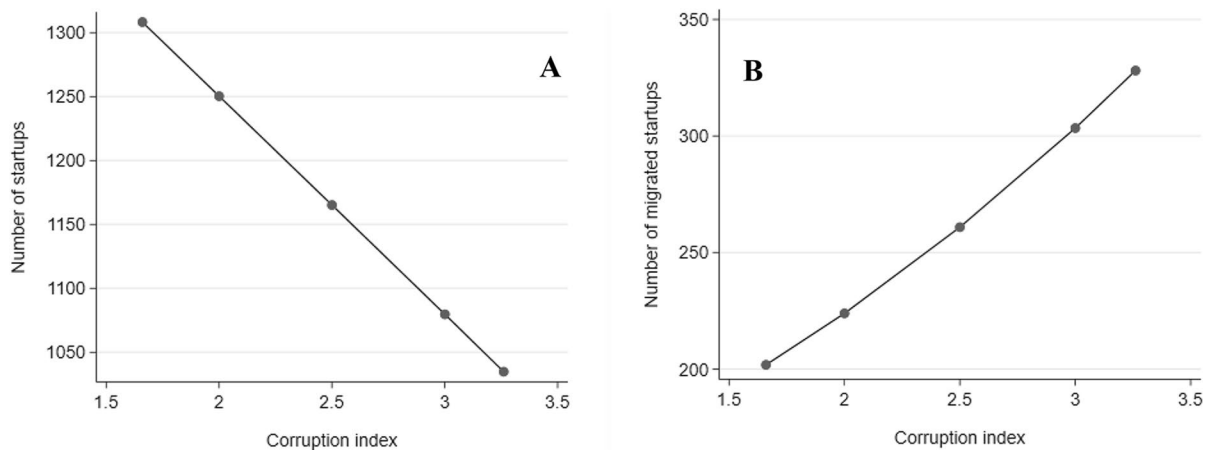 A
Number of startups
1300
1250
1200
1150
1100
1050
1.5 2 2.5 3 3.5
Corruption index
B
Number of migrated startups
350
300
250
200
1.5 2 2.5 3 3.5
Corruption index